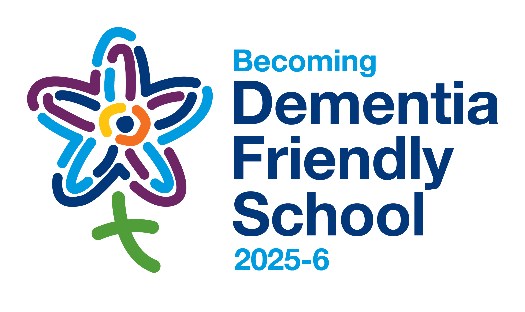 Becoming
Dementia
Friendly
School
2025-6